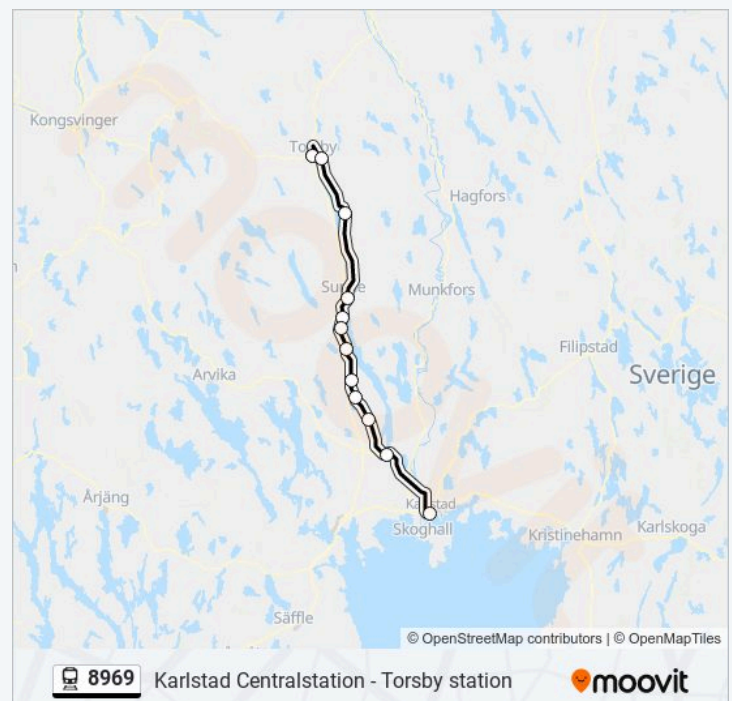 Kongsvinger
Torsby
Hagfors
Sunne
Munkfors
Filipstad
Arvika
Sverige
Årjäng
Karlstad
Skoghall
Kristinehamn
Karlskoga
Säffle
© OpenStreetMap contributors | © OpenMapTiles
8969 Karlstad Centralstation - Torsby station moovit
moovit